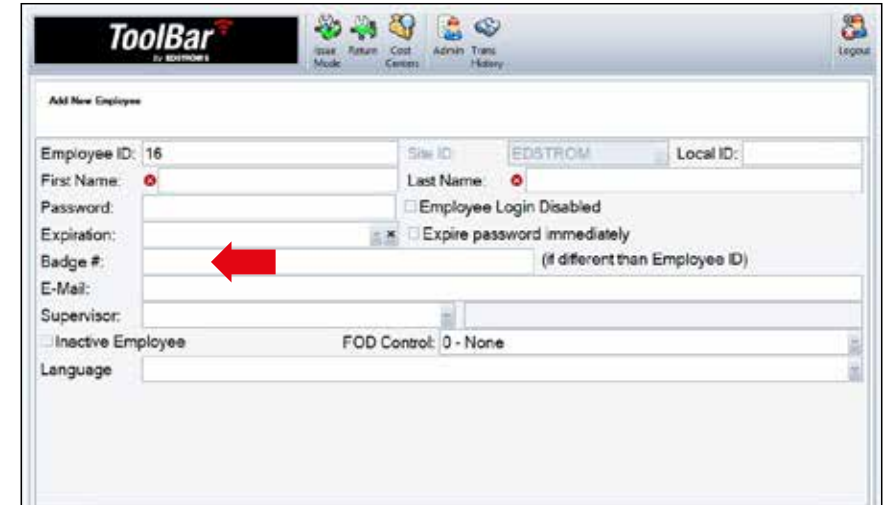 ToolBar
by EDSTROMS
Issue Mode
Return
Cost Centers
Admin
Trans History
Logout
Add New Employee
Employee ID: 16 Site ID: EDSTROM Local ID:
First Name: Last Name:
Password: Employee Login Disabled
Expiration: Expire password immediately
Badge #: (if different than Employee ID)
E-Mail:
Supervisor:
Inactive Employee FOD Control: 0 - None
Language